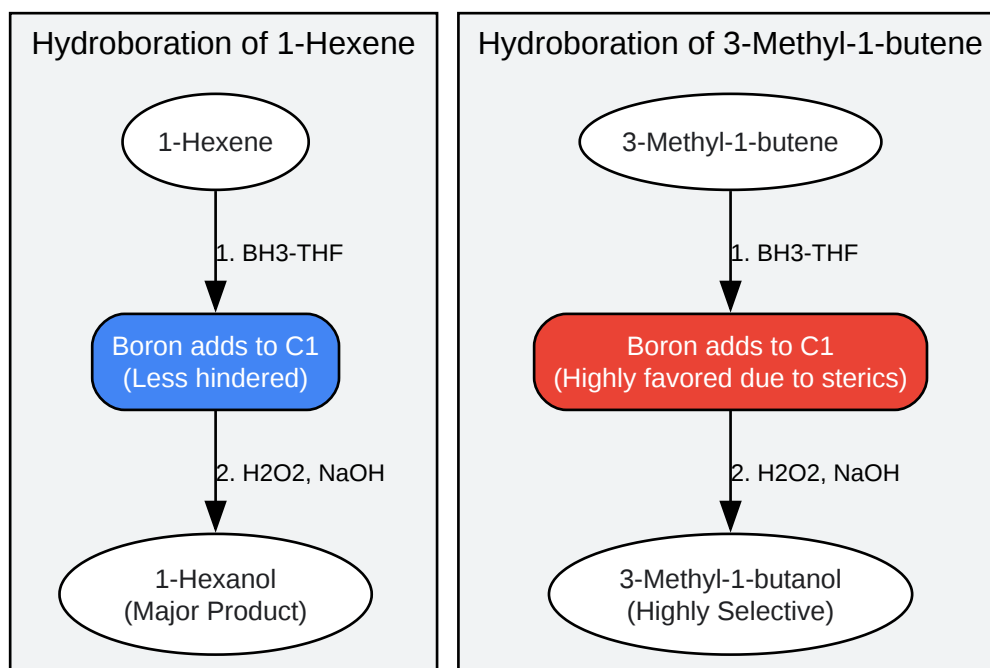 Hydroboration of 1-Hexene
1-Hexene
1. BH3-THF
Boron adds to C1
(Less hindered)
2. H2O2, NaOH
1-Hexanol
(Major Product)
Hydroboration of 3-Methyl-1-butene
3-Methyl-1-butene
1. BH3-THF
Boron adds to C1
(Highly favored due to sterics)
2. H2O2, NaOH
3-Methyl-1-butanol
(Highly Selective)